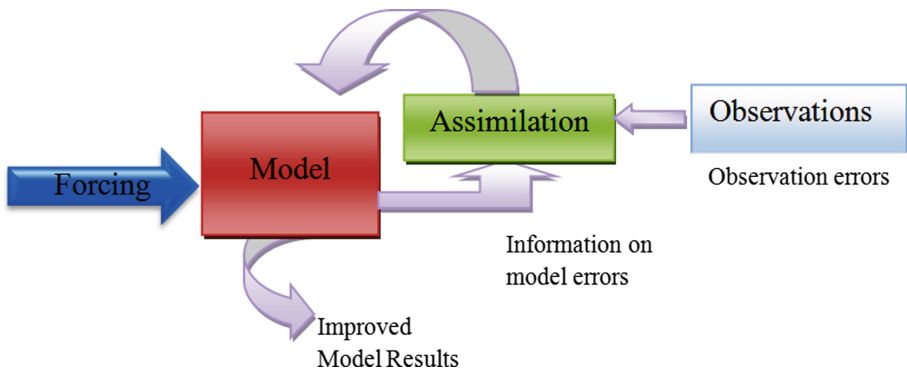 Forcing
Model
Assimilation
Observations
Observation errors
Information on
model errors
Improved
Model Results